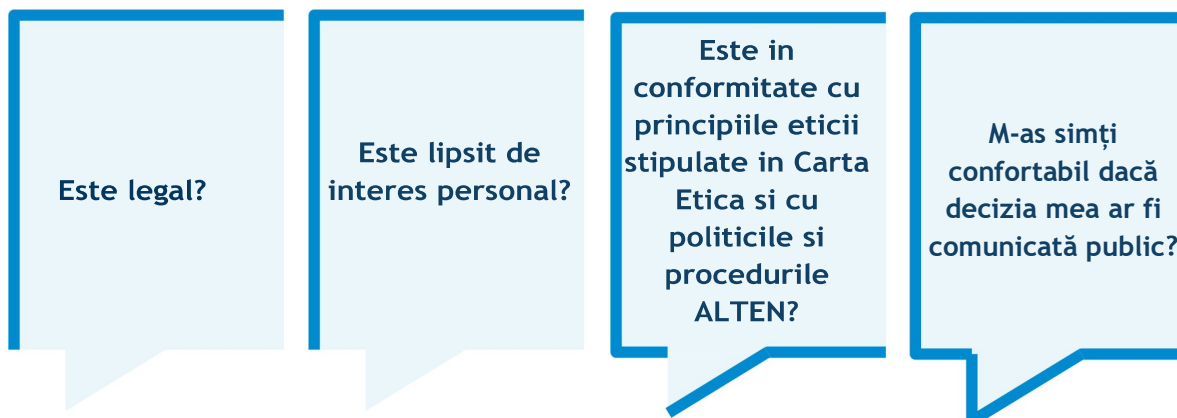 Este legal?
Este lipsit de
interes personal?
Este in
conformitate cu
principiile eticii
stipulate in Carta
Etica si cu
politicile si
procedurile
ALTEN?
M-as simți
confortabil dacă
decizia mea ar fi
comunicată public?